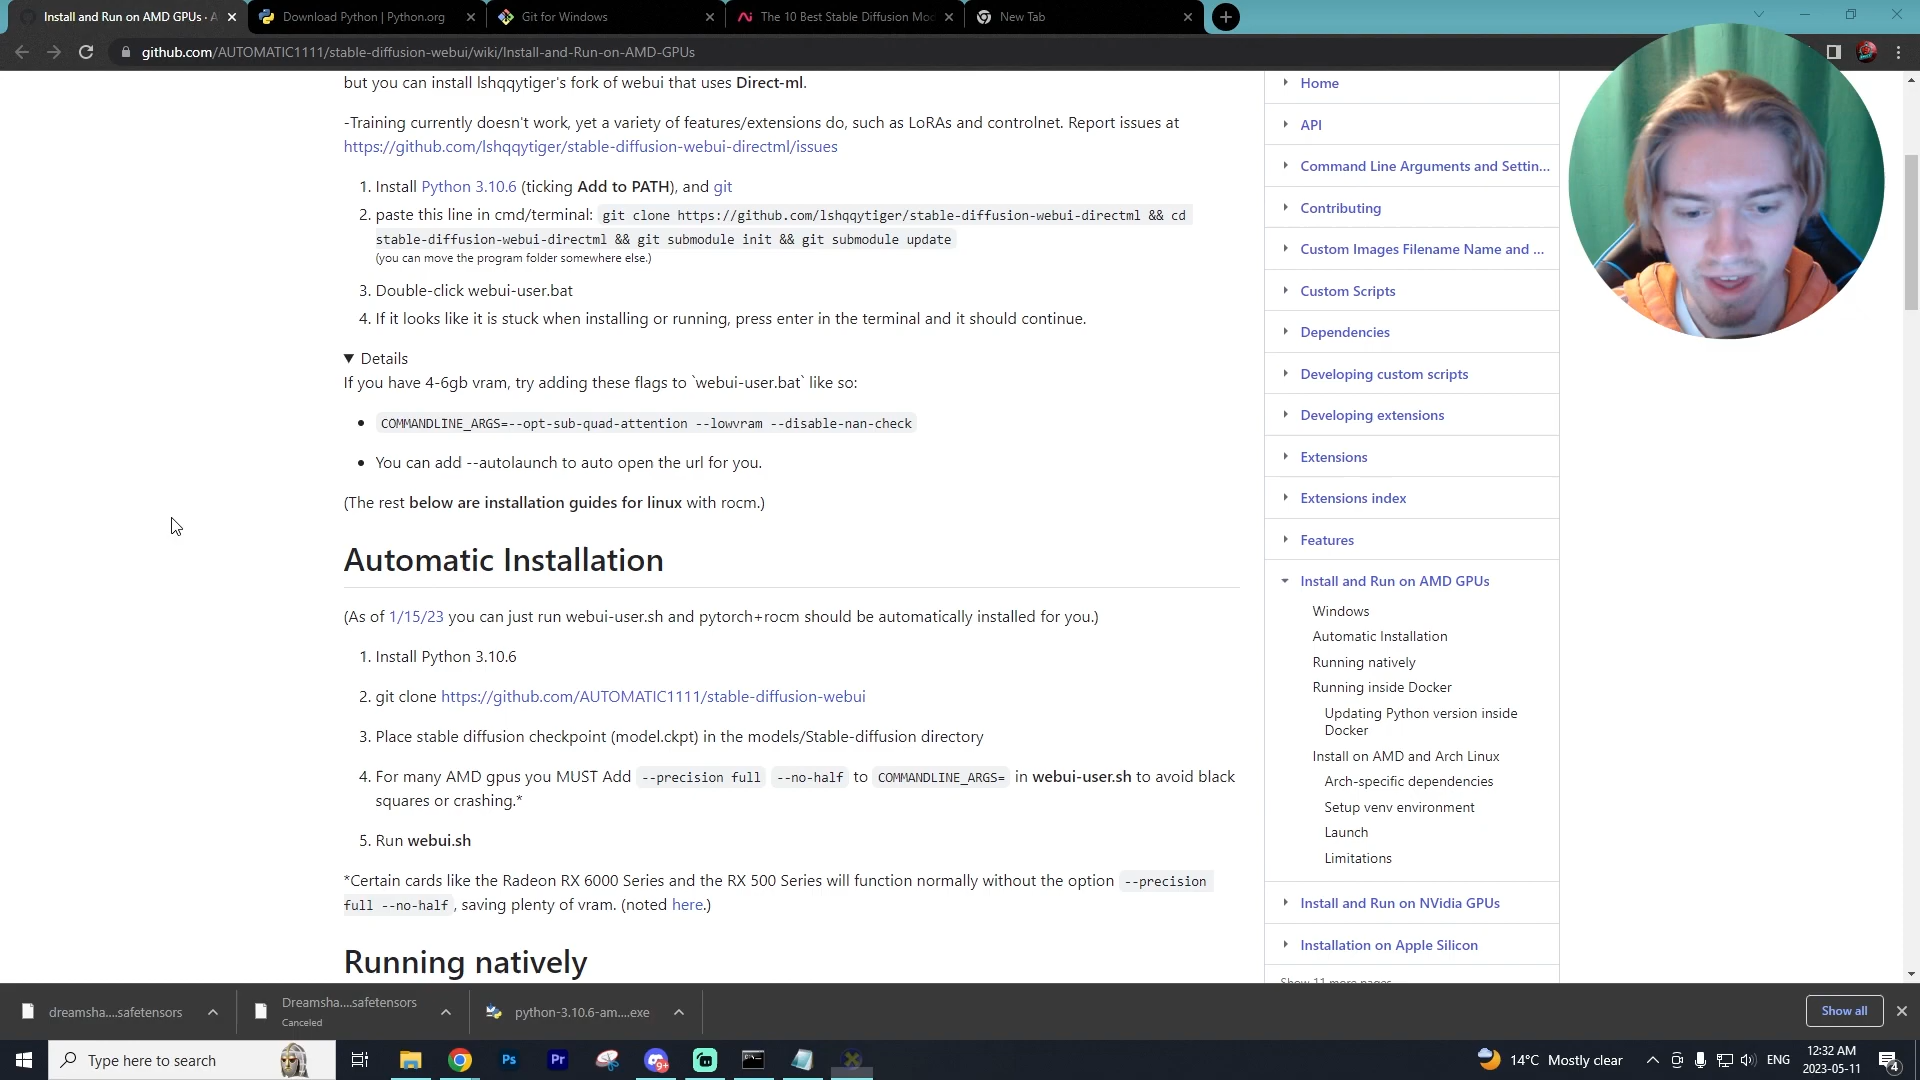 Install and Run on AMD GPUs · A
Download Python | Python.org
Git for Windows
The 10 Best Stable Diffusion Mod
New Tab
github.com/AUTOMATIC1111/stable-diffusion-webui/wiki/Install-and-Run-on-AMD-GPUs
but you can install lshqqytiger's fork of webui that uses Direct-ml.
-Training currently doesn't work, yet a variety of features/extensions do, such as LoRAs and controlnet. Report issues at
https://github.com/lshqqytiger/stable-diffusion-webui-directml/issues
1. Install Python 3.10.6 (ticking Add to PATH), and git
2. paste this line in cmd/terminal: git clone https://github.com/lshqqytiger/stable-diffusion-webui-directml && cd
stable-diffusion-webui-directml && git submodule init && git submodule update
(you can move the program folder somewhere else.)
3. Double-click webui-user.bat
4. If it looks like it is stuck when installing or running, press enter in the terminal and it should continue.
▼ Details
If you have 4-6gb vram, try adding these flags to `webui-user.bat` like so:
• COMMANDLINE_ARGS=--opt-sub-quad-attention --lowvram --disable-nan-check
• You can add --autolaunch to auto open the url for you.
(The rest below are installation guides for linux with rocm.)
Automatic Installation
(As of 1/15/23 you can just run webui-user.sh and pytorch+rocm should be automatically installed for you.)
1. Install Python 3.10.6
2. git clone https://github.com/AUTOMATIC1111/stable-diffusion-webui
3. Place stable diffusion checkpoint (model.ckpt) in the models/Stable-diffusion directory
4. For many AMD gpus you MUST Add --precision full --no-half to COMMANDLINE_ARGS= in webui-user.sh to avoid black
squares or crashing.*
5. Run webui.sh
*Certain cards like the Radeon RX 6000 Series and the RX 500 Series will function normally without the option --precision
full --no-half, saving plenty of vram. (noted here.)
Running natively
Home
API
Command Line Arguments and Settin...
Contributing
Custom Images Filename Name and ...
Custom Scripts
Dependencies
Developing custom scripts
Developing extensions
Extensions
Extensions index
Features
Install and Run on AMD GPUs
Windows
Automatic Installation
Running natively
Running inside Docker
Updating Python version inside
Docker
Install on AMD and Arch Linux
Arch-specific dependencies
Setup venv environment
Launch
Limitations
Install and Run on NVidia GPUs
Installation on Apple Silicon
Show 11 more pages
dreamsha....safetensors
Dreamsha....safetensors
Canceled
python-3.10.6-am....exe
Show all
Type here to search
Ps
Pr
9+
14°C Mostly clear
ENG
12:32 AM
2023-05-11
4